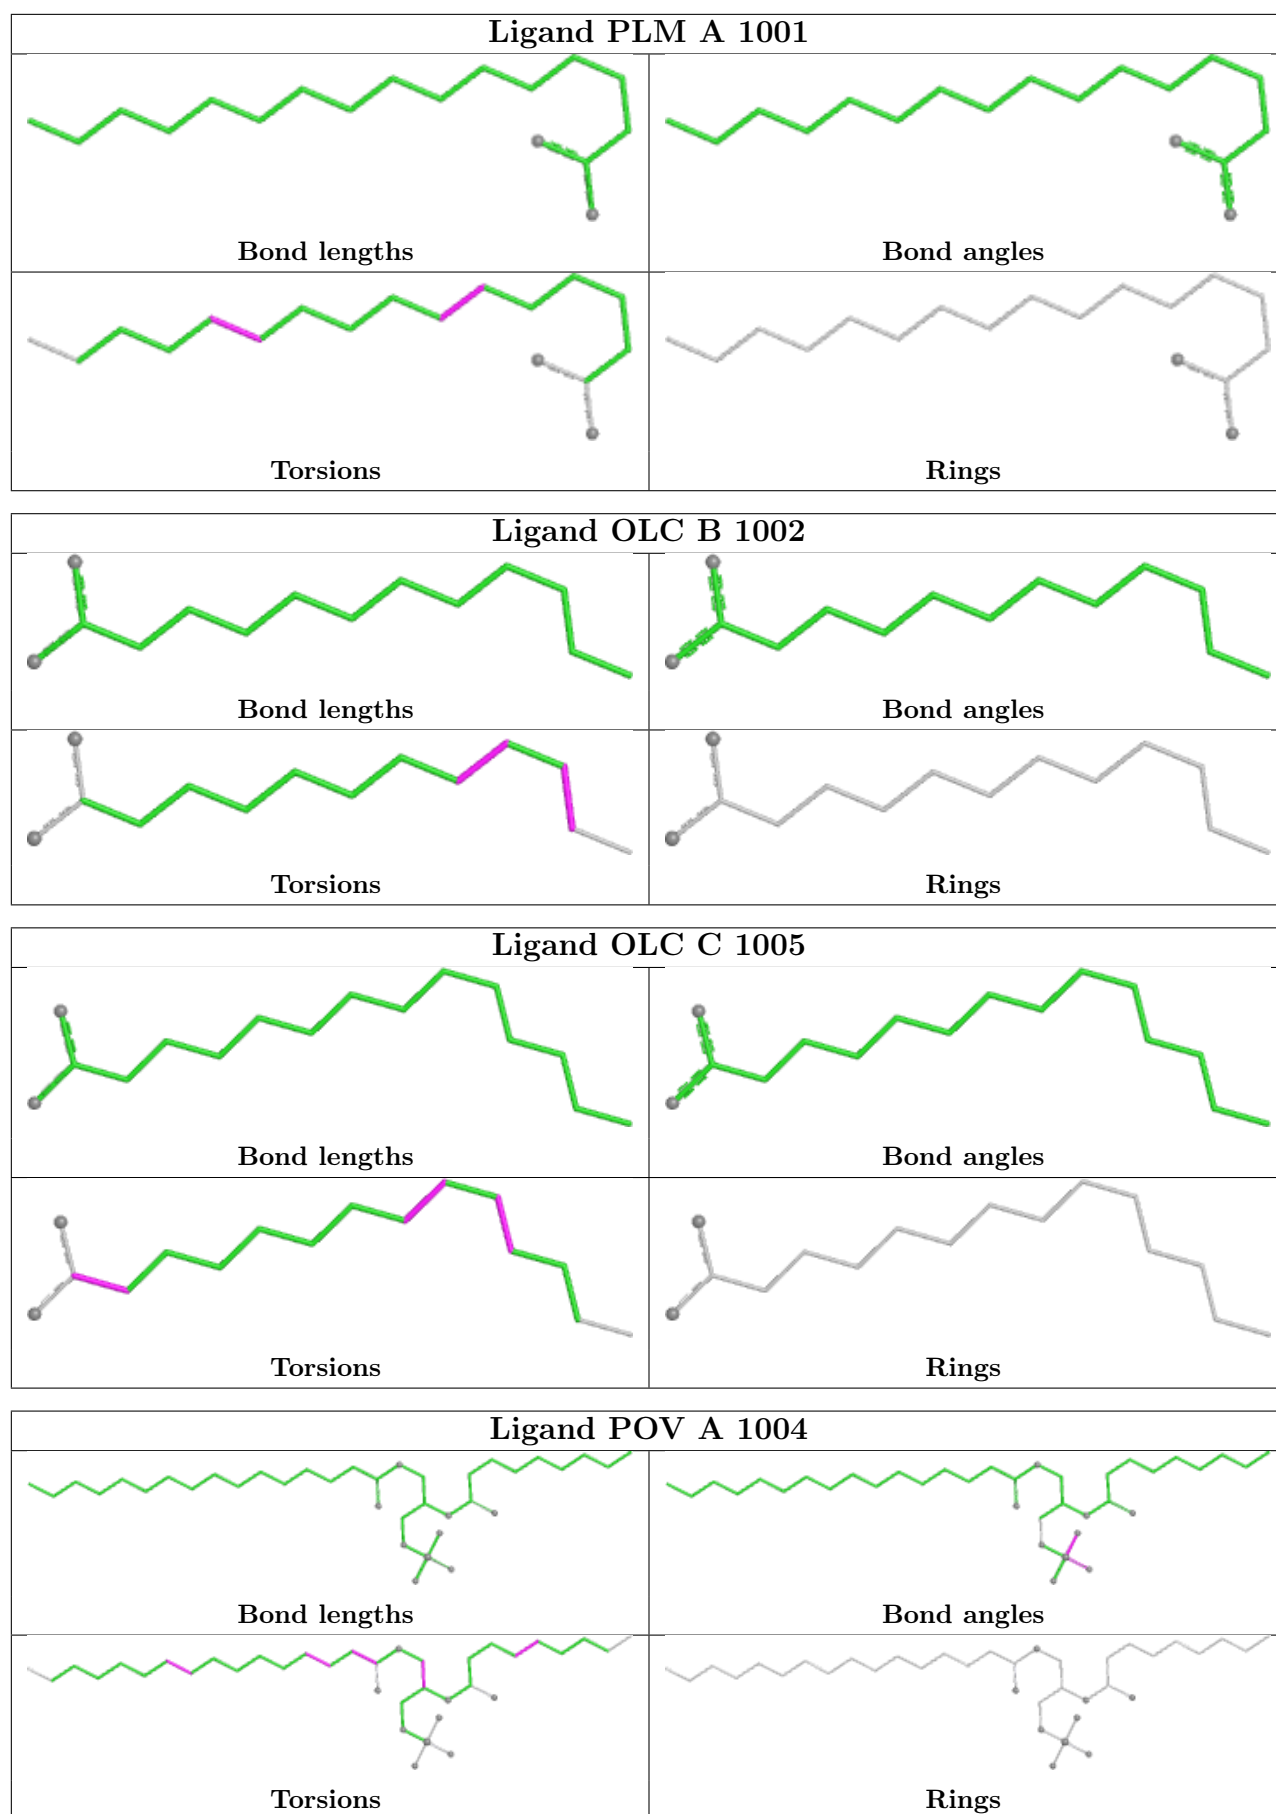 Ligand PLM A 1001
Bond lengths
Bond angles
Torsions
Rings
Ligand OLC B 1002
Bond lengths
Bond angles
Torsions
Rings
Ligand OLC C 1005
Bond lengths
Bond angles
Torsions
Rings
Ligand POV A 1004
Bond lengths
Bond angles
Torsions
Rings